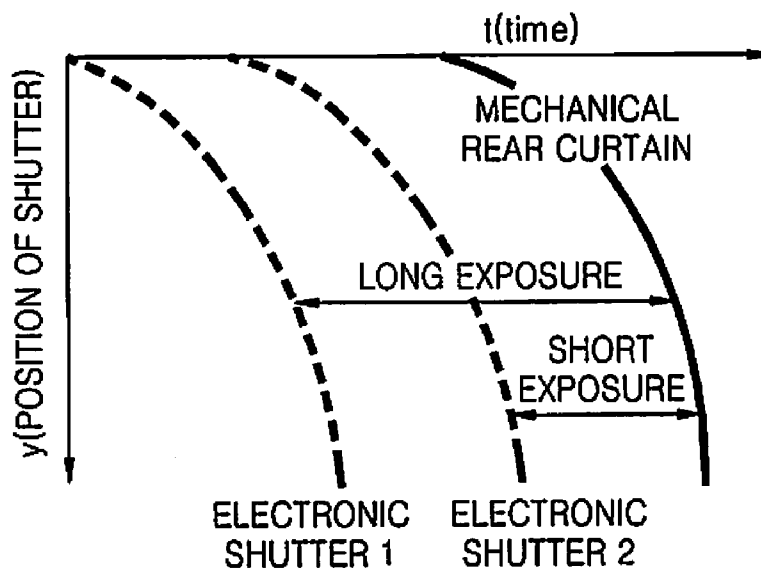 t(time)
y(POSITION OF SHUTTER)
MECHANICAL
REAR CURTAIN
LONG EXPOSURE
SHORT
EXPOSURE
ELECTRONIC
SHUTTER 1
ELECTRONIC
SHUTTER 2